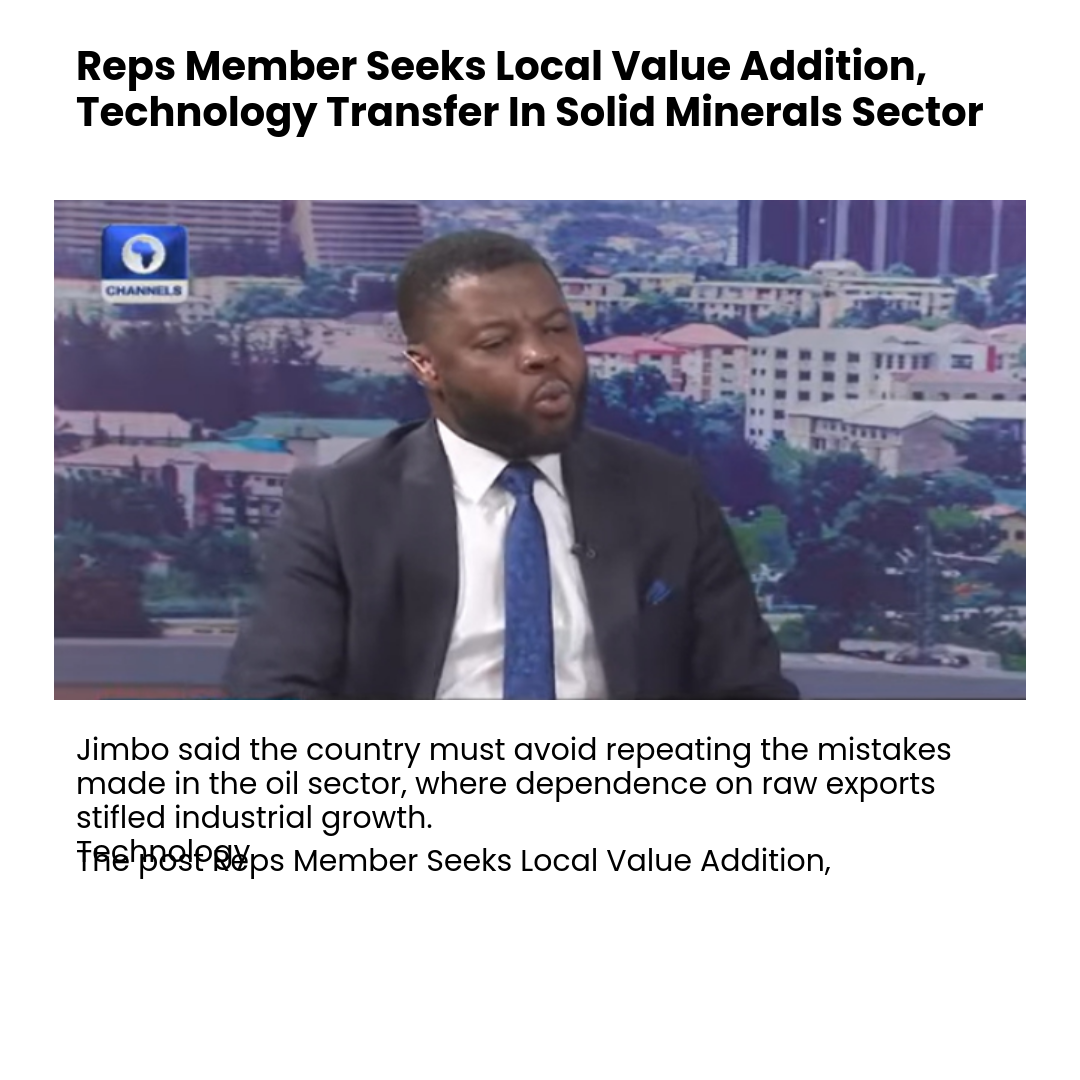 Reps Member Seeks Local Value Addition,
Technology Transfer In Solid Minerals Sector
CHANNELS
Jimbo said the country must avoid repeating the mistakes
made in the oil sector, where dependence on raw exports
stifled industrial growth.
Technology
The post Reps Member Seeks Local Value Addition,